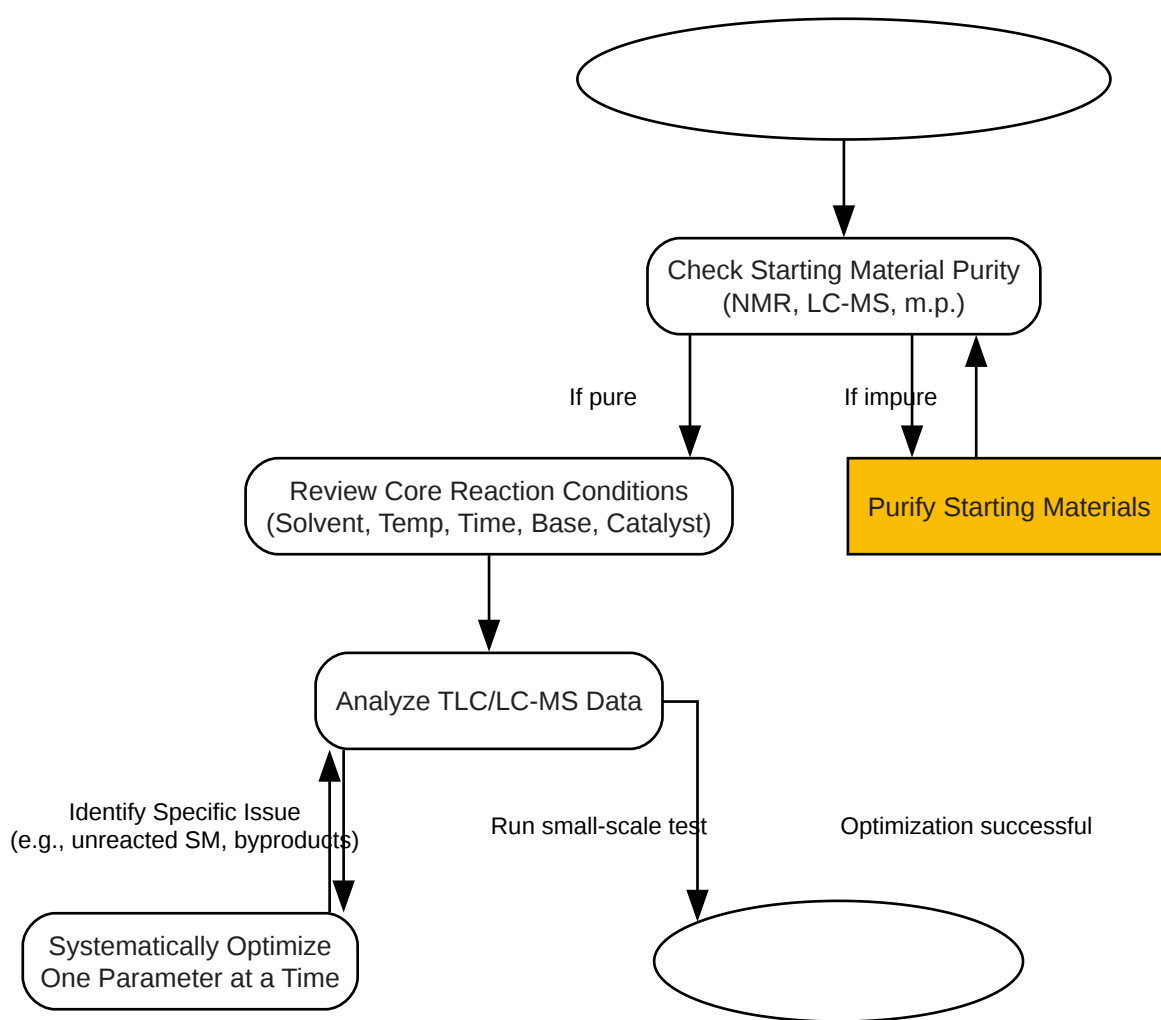 Check Starting Material Purity
(NMR, LC-MS, m.p.)
If pure
If impure
Review Core Reaction Conditions
(Solvent, Temp, Time, Base, Catalyst)
Purify Starting Materials
Analyze TLC/LC-MS Data
Identify Specific Issue
(e.g., unreacted SM, byproducts)
Run small-scale test
Optimization successful
Systematically Optimize
One Parameter at a Time